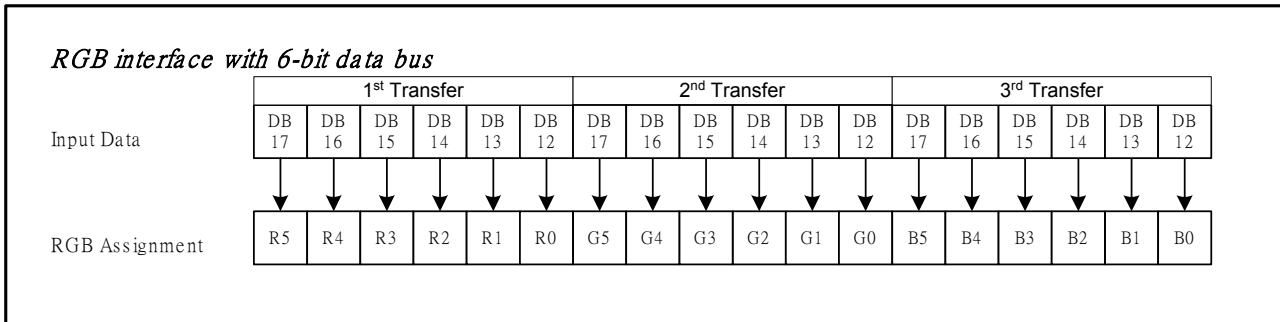 RGB interface with 6-bit data bus
1st Transfer 2nd Transfer 3rd Transfer
Input Data DB 17 DB 16 DB 15 DB 14 DB 13 DB 12 DB 17 DB 16 DB 15 DB 14 DB 13 DB 12 DB 17 DB 16 DB 15 DB 14 DB 13 DB 12
RGB Assignment R5 R4 R3 R2 R1 R0 G5 G4 G3 G2 G1 G0 B5 B4 B3 B2 B1 B0